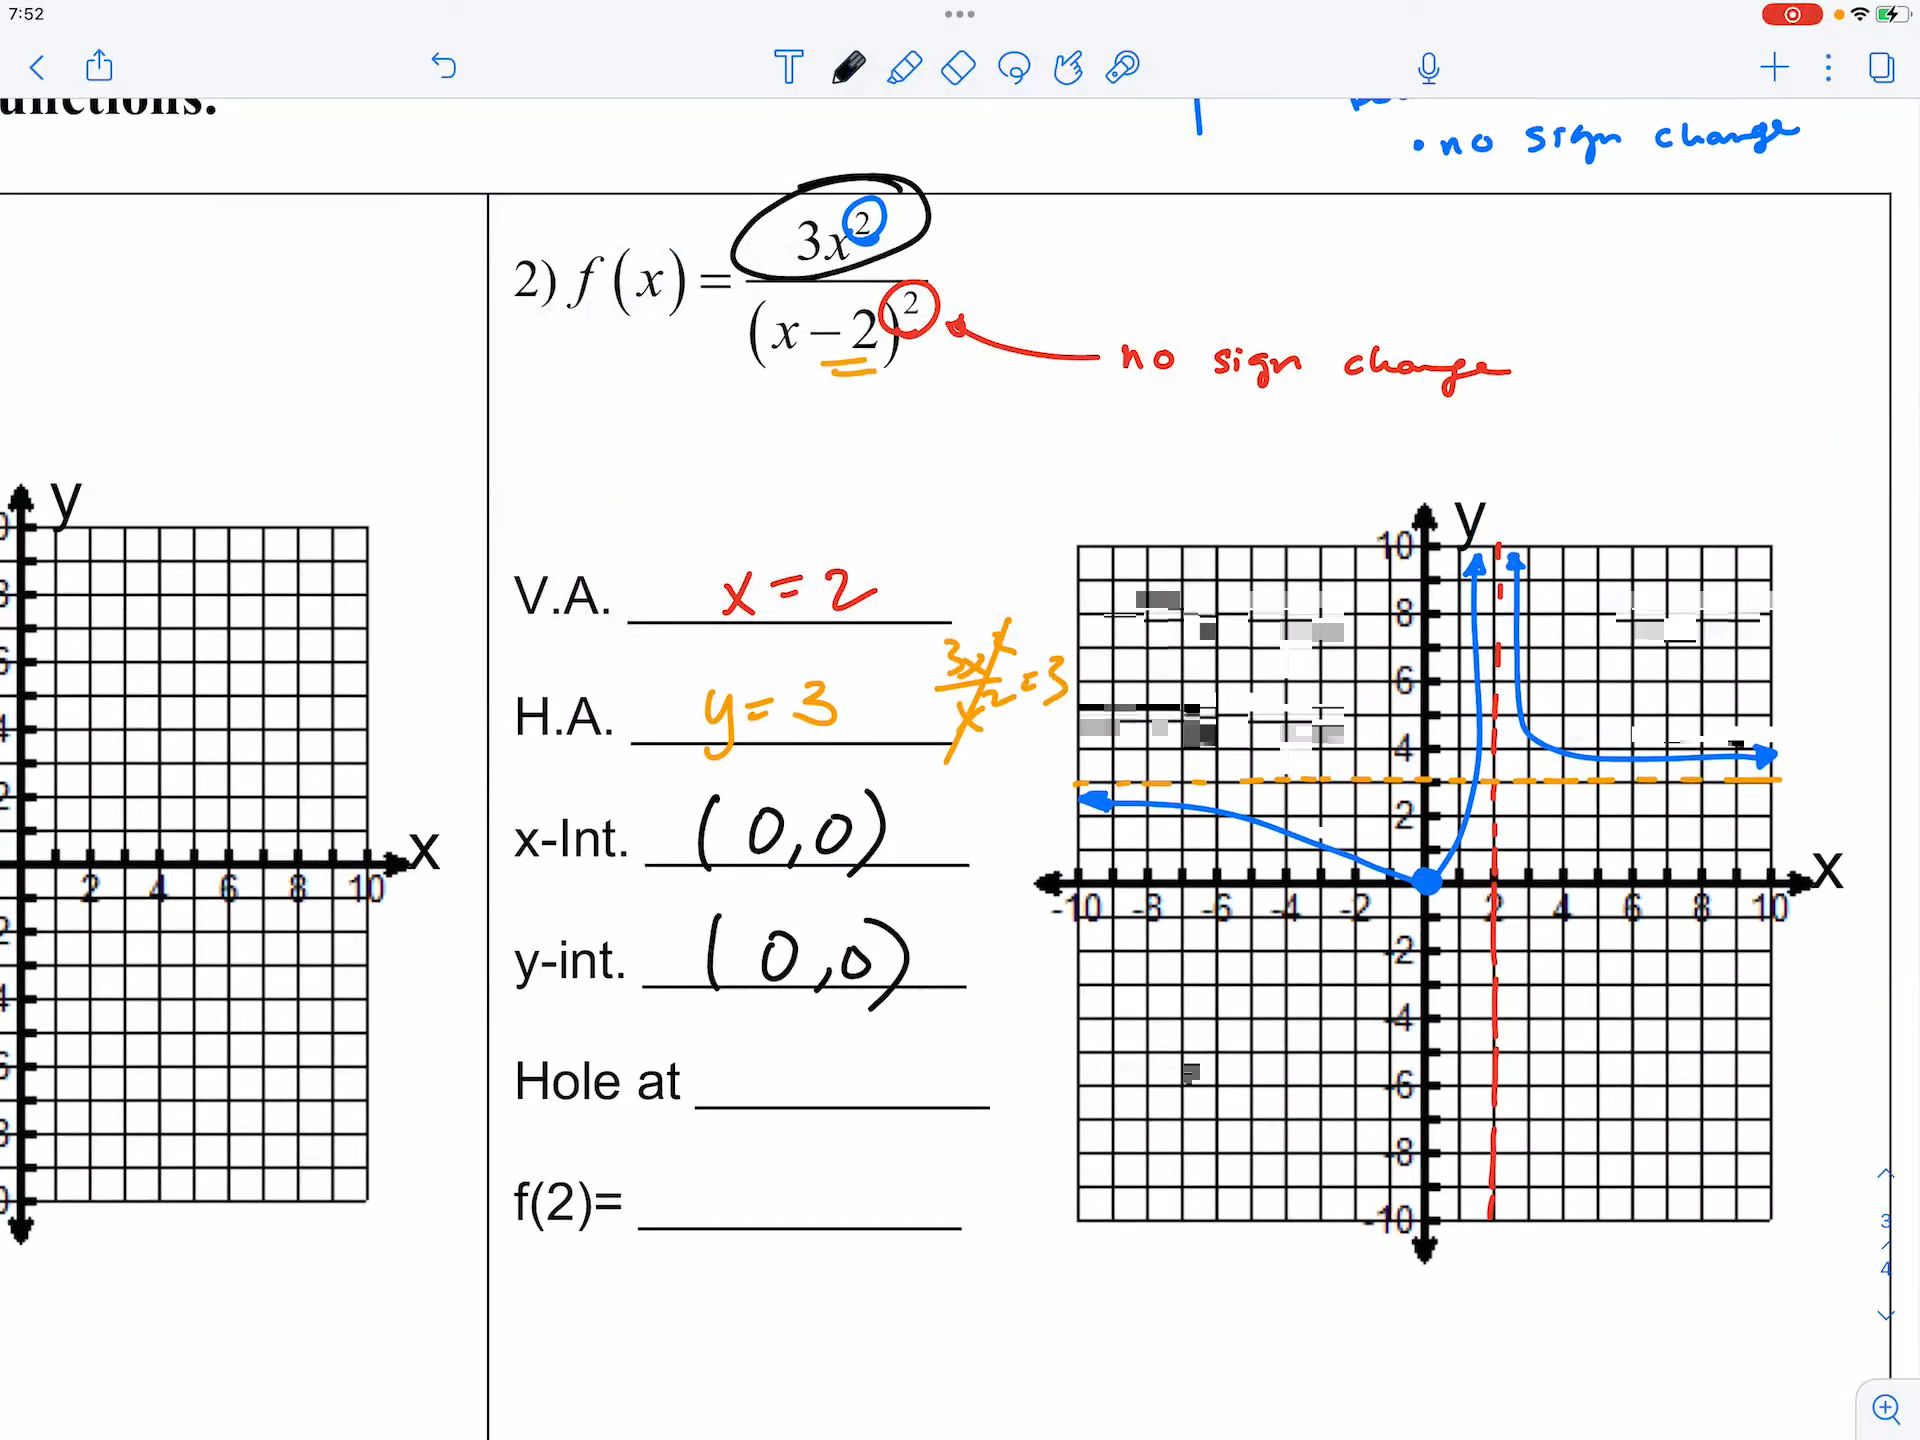 7:52
unctions.
• no sign change
2) f(x) = 3x² / (x − 2)²
no sign change
y
y
V.A. x = 2
H.A. y = 3
3x²/x² = 3
x-Int. (0,0)
y-int. (0,0)
Hole at
f(2)=
x
2 4 6 8 10
x
-10 -8 -6 -4 -2 2 4 6 8 10
10
8
6
4
2
-2
-4
-6
-8
-10
3
4